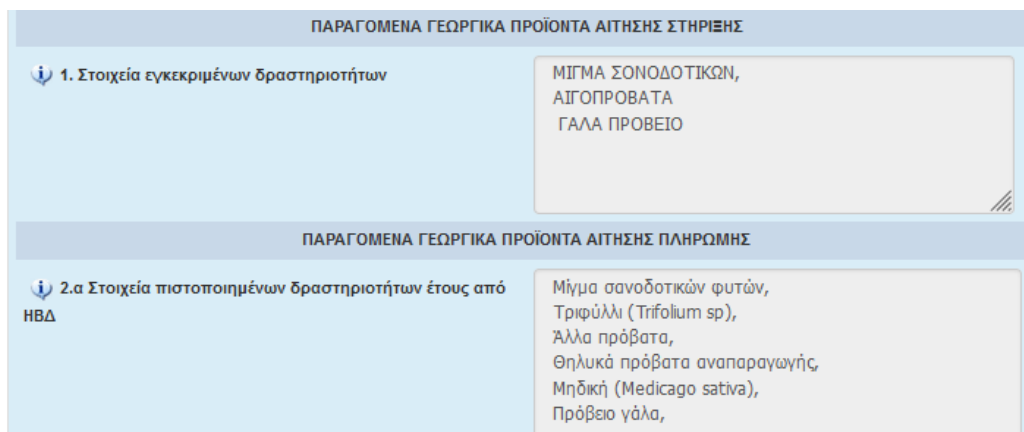 ΠΑΡΑΓΟΜΕΝΑ ΓΕΩΡΓΙΚΑ ΠΡΟΪΟΝΤΑ ΑΙΤΗΣΗΣ ΣΤΗΡΙΞΗΣ
1. Στοιχεία εγκεκριμένων δραστηριοτήτων
ΜΙΓΜΑ ΣΟΝΟΔΟΤΙΚΩΝ,
ΑΙΓΟΠΡΟΒΑΤΑ
ΓΑΛΑ ΠΡΟΒΕΙΟ
ΠΑΡΑΓΟΜΕΝΑ ΓΕΩΡΓΙΚΑ ΠΡΟΪΟΝΤΑ ΑΙΤΗΣΗΣ ΠΛΗΡΩΜΗΣ
2.α Στοιχεία πιστοποιημένων δραστηριοτήτων έτους από
ΗΒΔ
Μίγμα σανοδοτικών φυτών,
Τριφύλλι (Trifolium sp),
Άλλα πρόβατα,
Θηλυκά πρόβατα αναπαραγωγής,
Μηδική (Medicago sativa),
Πρόβειο γάλα,